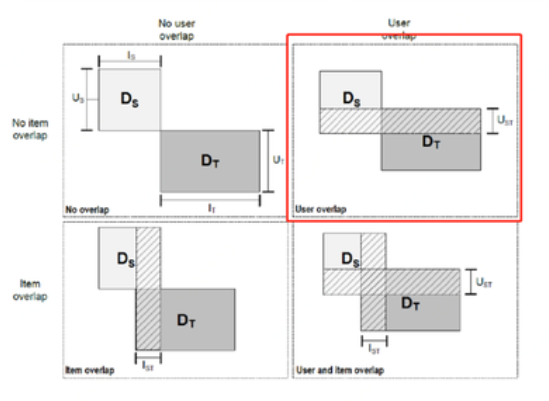 No user
overlap
User
overlap
No item
overlap
I_S
U_S
D_S
D_T
U_T
I_T
No overlap
D_S
U_ST
D_T
User overlap
Item
overlap
D_S
D_T
I_ST
Item overlap
D_S
U_ST
D_T
I_ST
User and item overlap